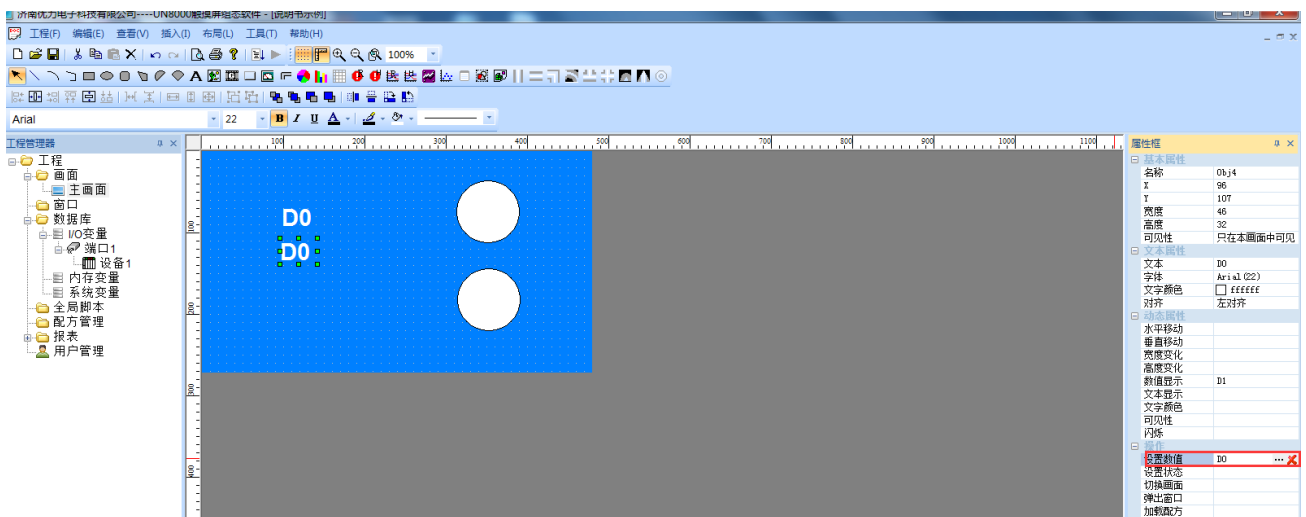 济南优力电子科技有限公司----UN8000触摸屏组态软件 - [说明书示例]
工程(F) 编辑(E) 查看(V) 插入(I) 布局(L) 工具(T) 帮助(H)
100%
Arial 22 B I U A
工程管理器
工程
画面
主画面
窗口
数据库
I/O变量
端口1
设备1
内存变量
系统变量
全局脚本
配方管理
报表
用户管理
100 200 300 400 500 600 700 800 900 1000 1100
100
200
300
400
D0
D0
属性框
基本属性
名称 Obj4
X 96
Y 107
宽度 46
高度 32
可见性 只在本画面中可见
文本属性
文本 D0
字体 Arial(22)
文字颜色 ffffff
对齐 左对齐
动态属性
水平移动
垂直移动
宽度变化
高度变化
数值显示 D1
文本显示
文字颜色
可见性
闪烁
操作
设置数值 D0 ...
设置状态
切换画面
弹出窗口
加载配方